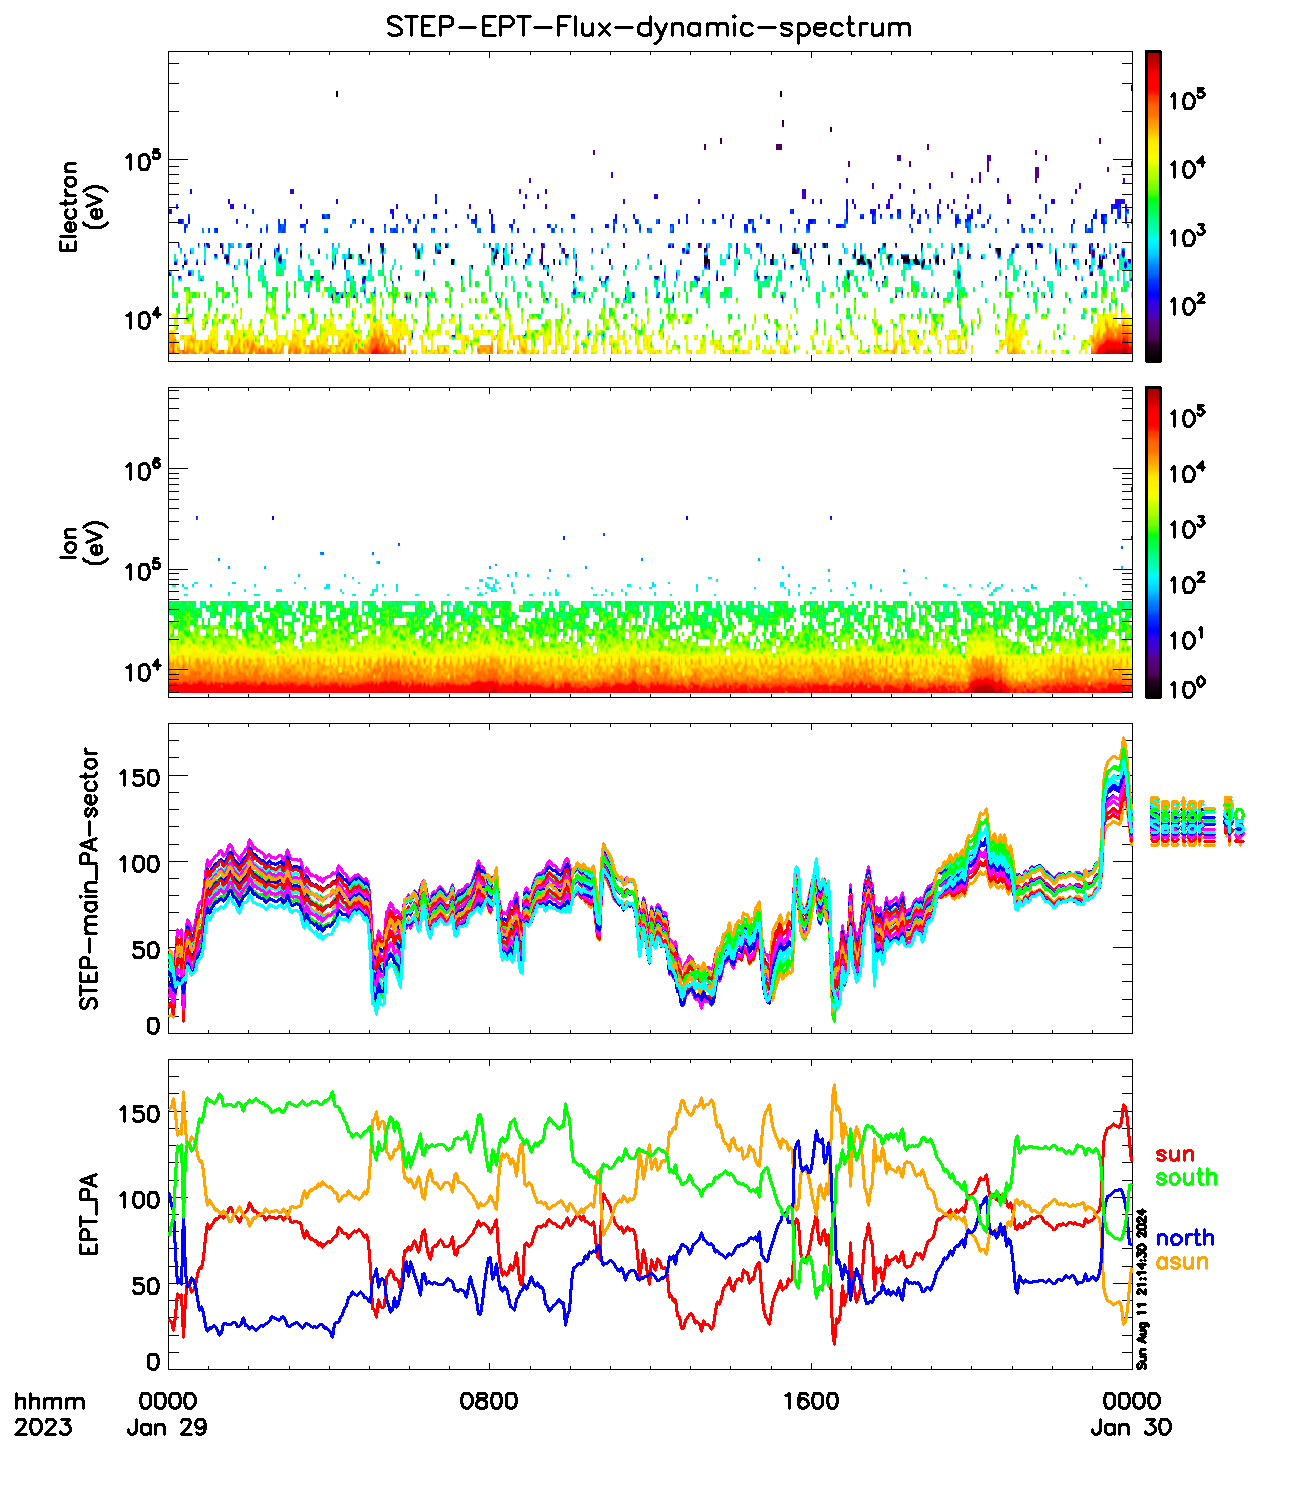 STEP-EPT-Flux-dynamic-spectrum
Electron
(eV)
10^5
10^4
10^5
10^4
10^3
10^2
Ion
(eV)
10^6
10^5
10^4
10^5
10^4
10^3
10^2
10^1
10^0
STEP-main_PA-sector
150
100
50
0
EPT_PA
150
100
50
0
sun
south
north
asun
Sun Aug 11 21:14:30 2024
hhmm
2023
0000
Jan 29
0800
1600
0000
Jan 30